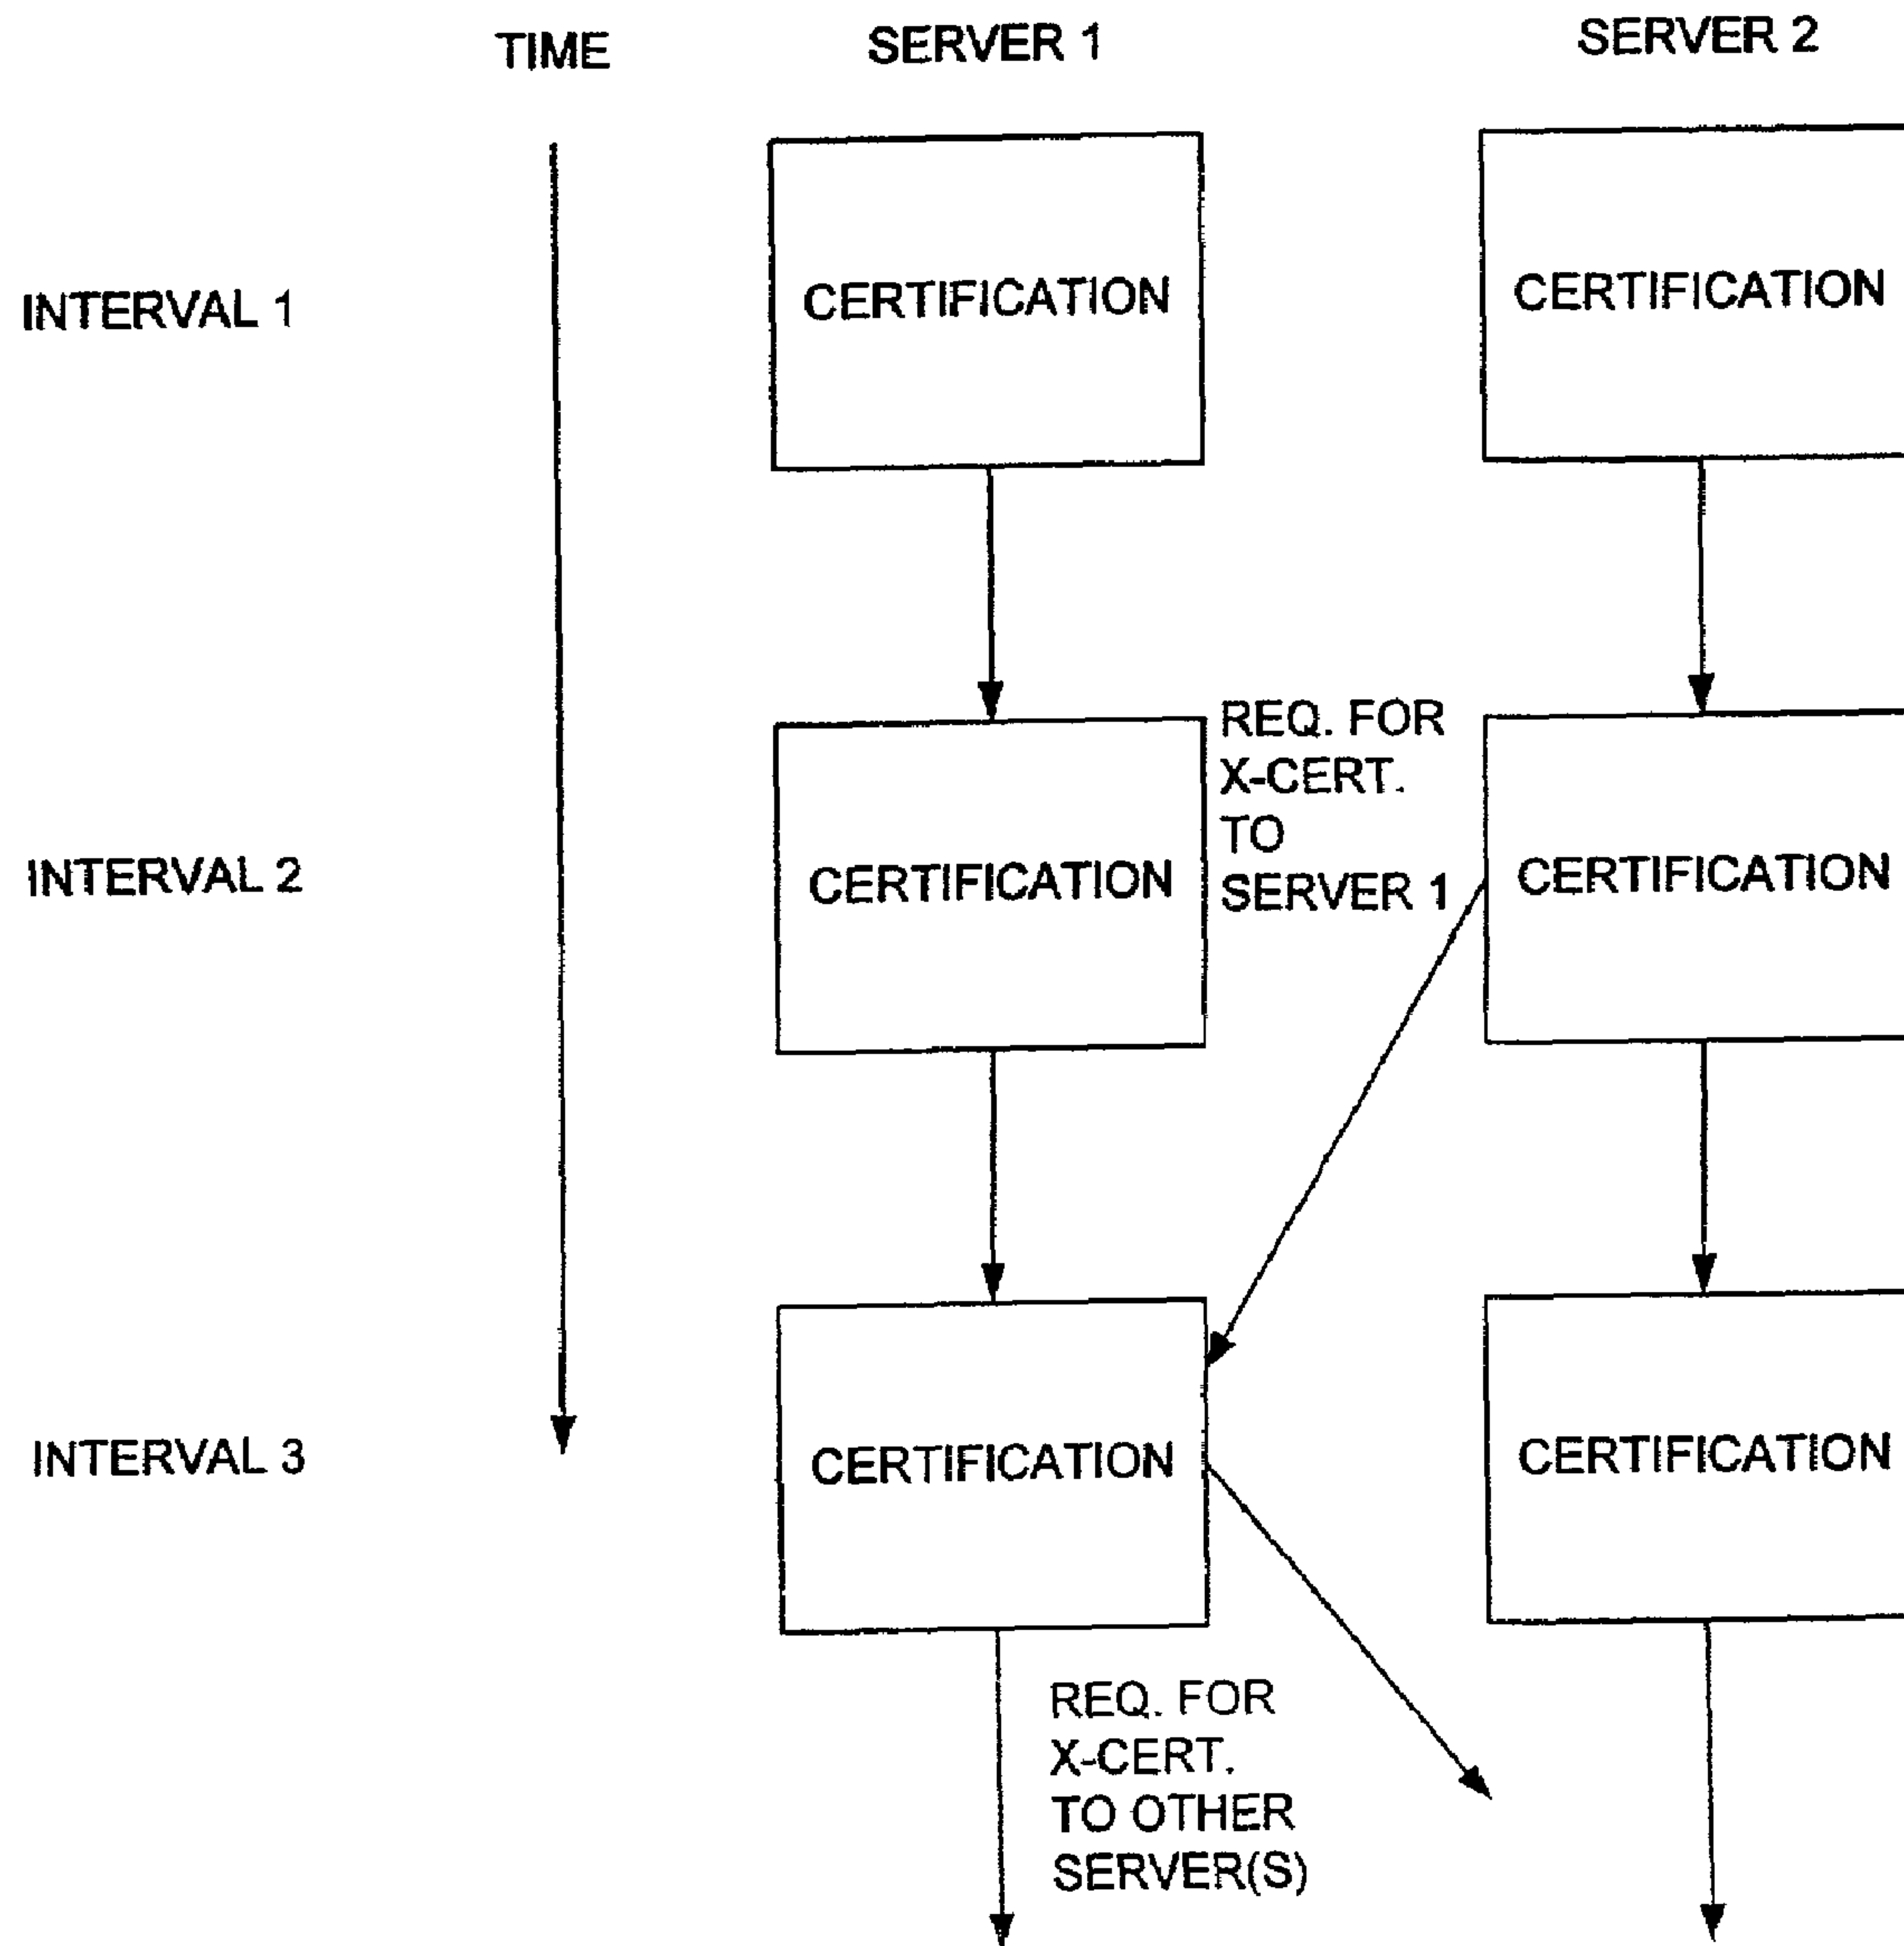 TIME
SERVER 1
SERVER 2
INTERVAL 1
CERTIFICATION
CERTIFICATION
REQ. FOR
X-CERT.
TO
SERVER 1
INTERVAL 2
CERTIFICATION
CERTIFICATION
INTERVAL 3
CERTIFICATION
CERTIFICATION
REQ. FOR
X-CERT.
TO OTHER
SERVER(S)